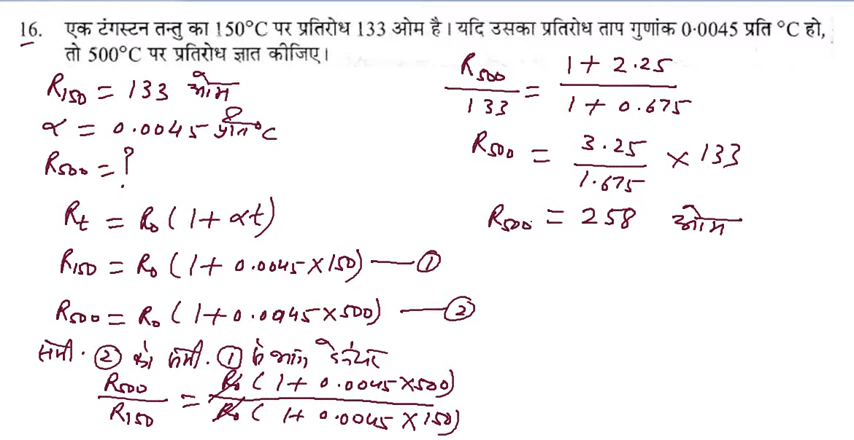 16. एक टंगस्टन तन्तु का 150°C पर प्रतिरोध 133 ओम है। यदि उसका प्रतिरोध ताप गुणांक 0·0045 प्रति °C हो,
तो 500°C पर प्रतिरोध ज्ञात कीजिए।
R₁₅₀ = 133 ओम
α = 0.0045 प्रति°C
R₅₀₀ = ?
Rₜ = R₀ (1 + αt)
R₁₅₀ = R₀ (1 + 0.0045 × 150) — ①
R₅₀₀ = R₀ (1 + 0.0045 × 500) — ②
समी. ② को समी. ① से भाग देने पर
R₅₀₀ / R₁₅₀ = R₀ (1 + 0.0045 × 500) / R₀ (1 + 0.0045 × 150)
R₅₀₀ / 133 = 1 + 2.25 / 1 + 0.675
R₅₀₀ = 3.25 / 1.675 × 133
R₅₀₀ = 258 ओम